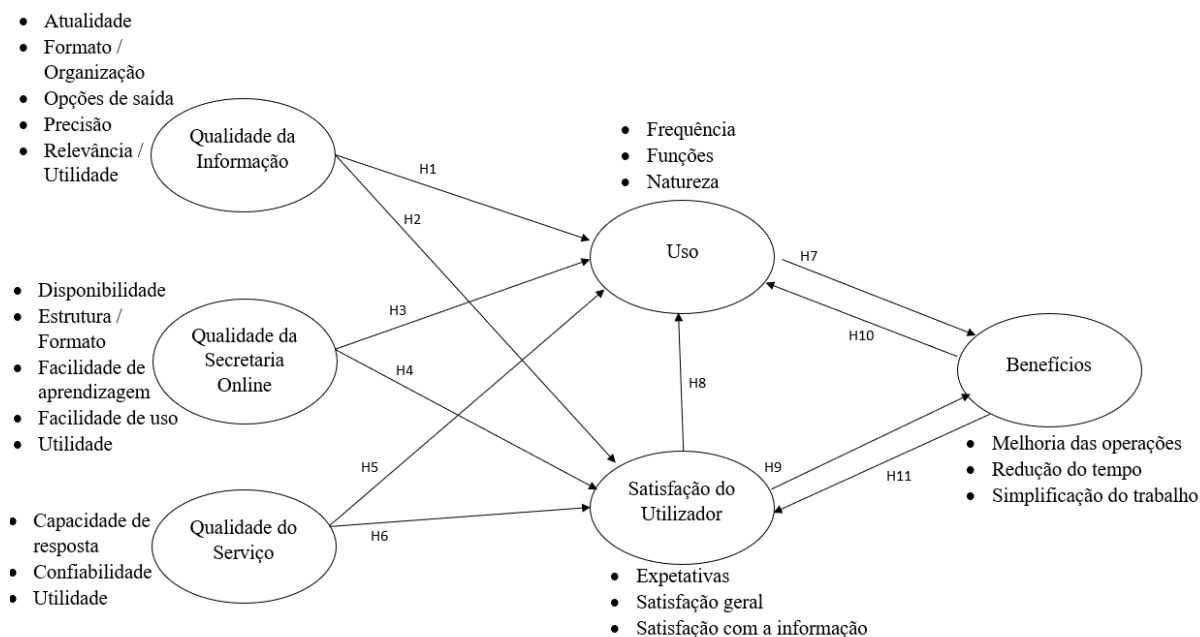 Atualidade
Formato /
Organização
Opções de saída
Precisão
Relevância /
Utilidade
Qualidade da
Informação
H1
H2
Frequência
Funções
Natureza
Uso
H7
Disponibilidade
Estrutura /
Formato
Facilidade de
aprendizagem
Facilidade de uso
Utilidade
Qualidade da
Secretaria
Online
H3
H4
H10
H8
Benefícios
Melhoria das operações
Redução do tempo
Simplificação do trabalho
Capacidade de
resposta
Confiabilidade
Utilidade
Qualidade do
Serviço
H5
H6
Satisfação do
Utilizador
H9
H11
Expetativas
Satisfação geral
Satisfação com a informação